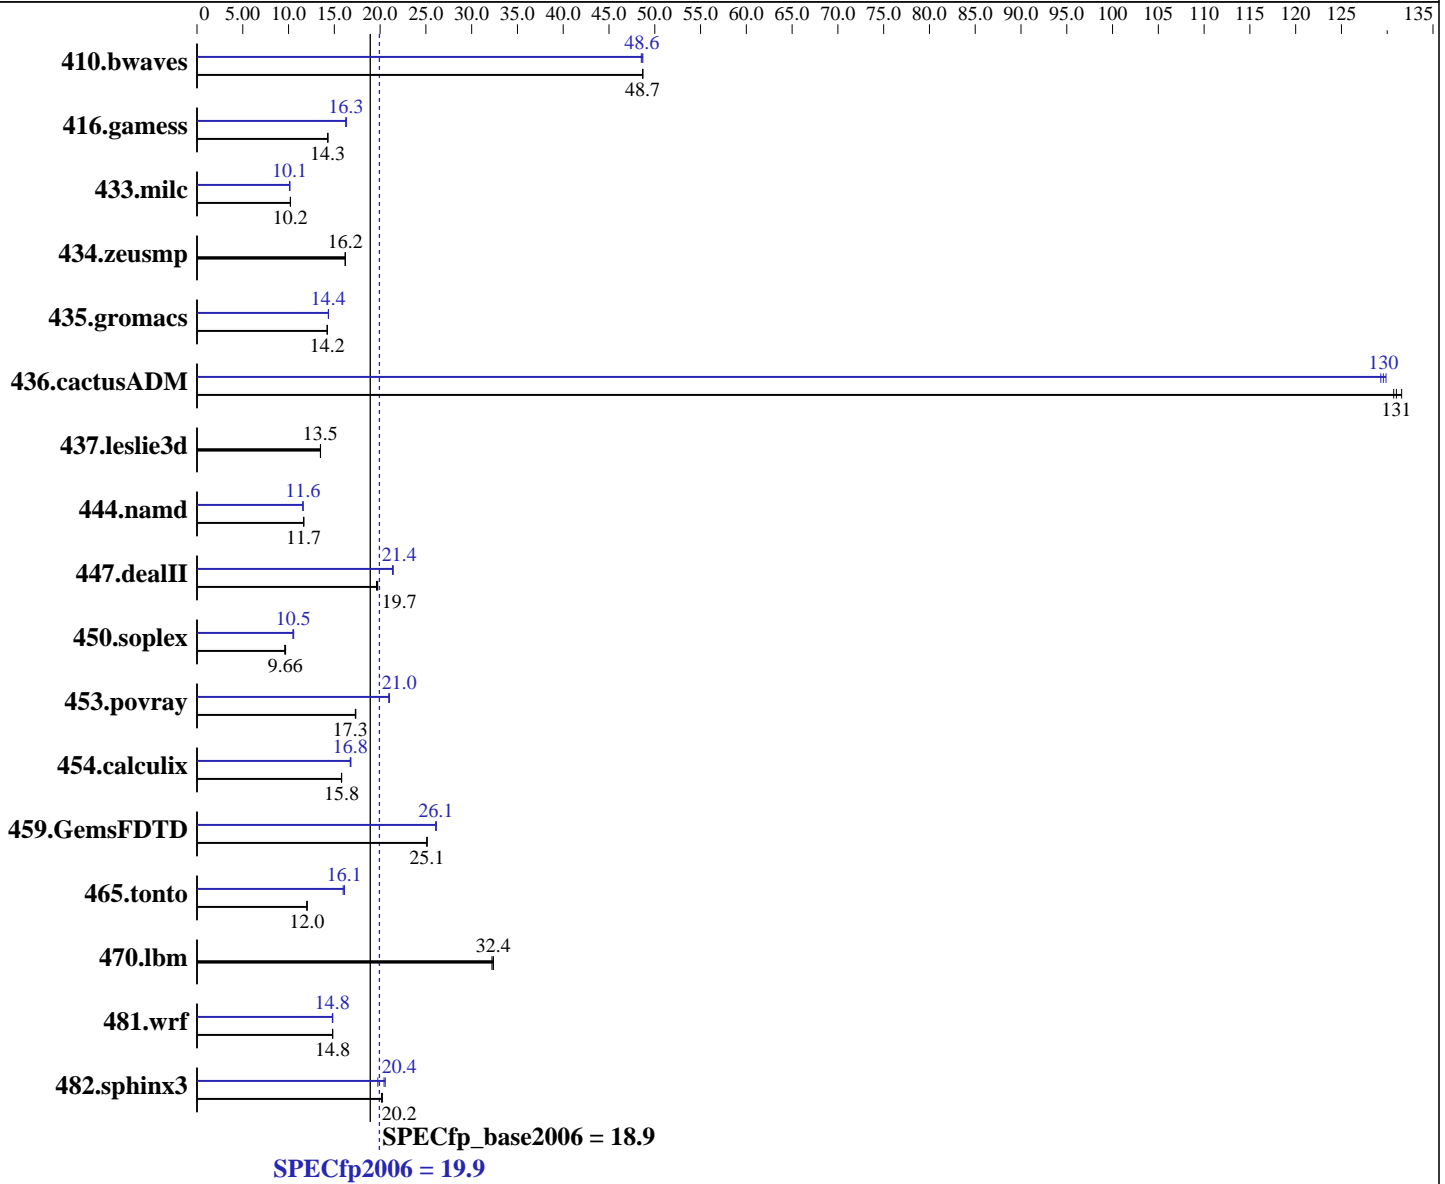 0 5.00 10.0 15.0 20.0 25.0 30.0 35.0 40.0 45.0 50.0 55.0 60.0 65.0 70.0 75.0 80.0 85.0 90.0 95.0 100 105 110 115 120 125 135
48.6
410.bwaves
48.7
16.3
416.gamess
14.3
10.1
433.milc
10.2
16.2
434.zeusmp
14.4
435.gromacs
14.2
130
436.cactusADM
131
13.5
437.leslie3d
11.6
444.namd
11.7
21.4
447.dealII
19.7
10.5
450.soplex
9.66
21.0
453.povray
17.3
16.8
454.calculix
15.8
26.1
459.GemsFDTD
25.1
16.1
465.tonto
12.0
32.4
470.lbm
14.8
481.wrf
14.8
20.4
482.sphinx3
20.2
SPECfp_base2006 = 18.9
SPECfp2006 = 19.9